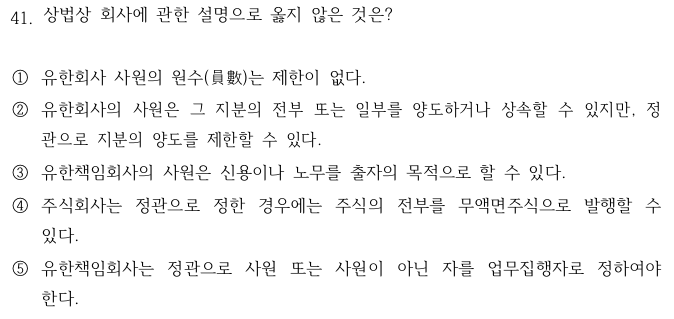 41. 상법상 회사에 관한 설명으로 옳지 않은 것은?
① 유한회사 사원의 원수(員數)는 제한이 없다.
② 유한회사의 사원은 그 지분의 전부 또는 일부를 양도하거나 상속할 수 있지만, 정
관으로 지분의 양도를 제한할 수 있다.
③ 유한책임회사의 사원은 신용이나 노무를 출자의 목적으로 할 수 있다.
④ 주식회사는 정관으로 정한 경우에는 주식의 전부를 무액면주식으로 발행할 수
있다.
⑤ 유한책임회사는 정관으로 사원 또는 사원이 아닌 자를 업무집행자로 정하여야
한다.